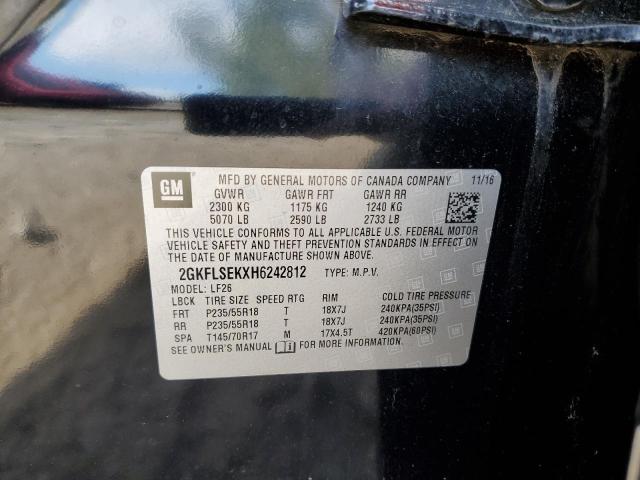 GM
MFD BY GENERAL MOTORS OF CANADA COMPANY 11/16
GVWR GAWR FRT GAWR RR
2300 KG 1175 KG 1240 KG
5070 LB 2590 LB 2733 LB
THIS VEHICLE CONFORMS TO ALL APPLICABLE U.S. FEDERAL MOTOR
VEHICLE SAFETY AND THEFT PREVENTION STANDARDS IN EFFECT
ON THE DATE OF MANUFACTURE SHOWN ABOVE.
2GKFLSEKXH6242812 TYPE: M.P.V.
MODEL: LF26
LBCK TIRE SIZE SPEED RTG RIM COLD TIRE PRESSURE
FRT P235/55R18 T 18X7J 240KPA(35PSI)
RR P235/55R18 T 18X7J 240KPA(35PSI)
SPA T145/70R17 M 17X4.5T 420KPA(60PSI)
SEE OWNER'S MANUAL FOR MORE INFORMATION.